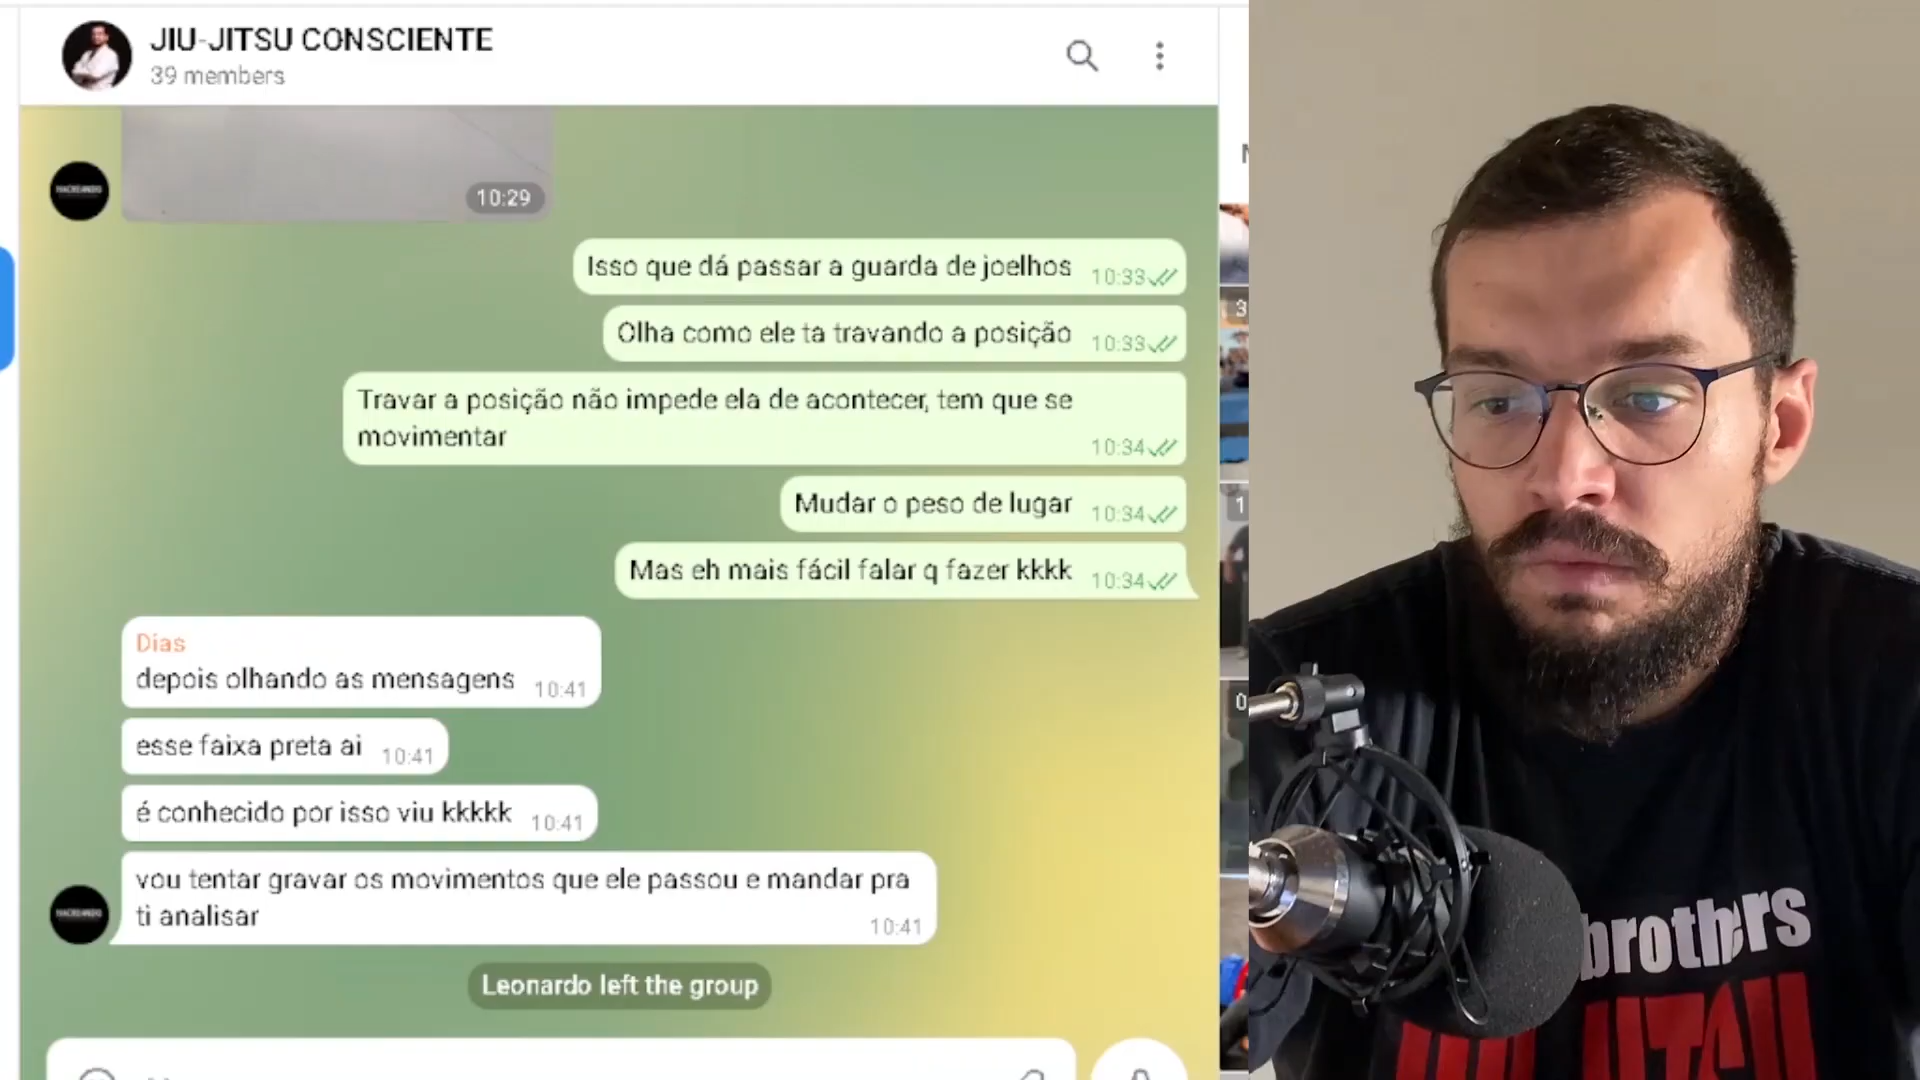 JIU-JITSU CONSCIENTE
39 members
10:29
Isso que dá passar a guarda de joelhos
10:33
Olha como ele ta travando a posição
10:33
Travar a posição não impede ela de acontecer, tem que se
movimentar
10:34
Mudar o peso de lugar
10:34
Mas eh mais fácil falar q fazer kkkk
10:34
Dias
depois olhando as mensagens
10:41
esse faixa preta ai
10:41
é conhecido por isso viu kkkkk
10:41
vou tentar gravar os movimentos que ele passou e mandar pra
ti analisar
10:41
Leonardo left the group
3
1
0
brothers